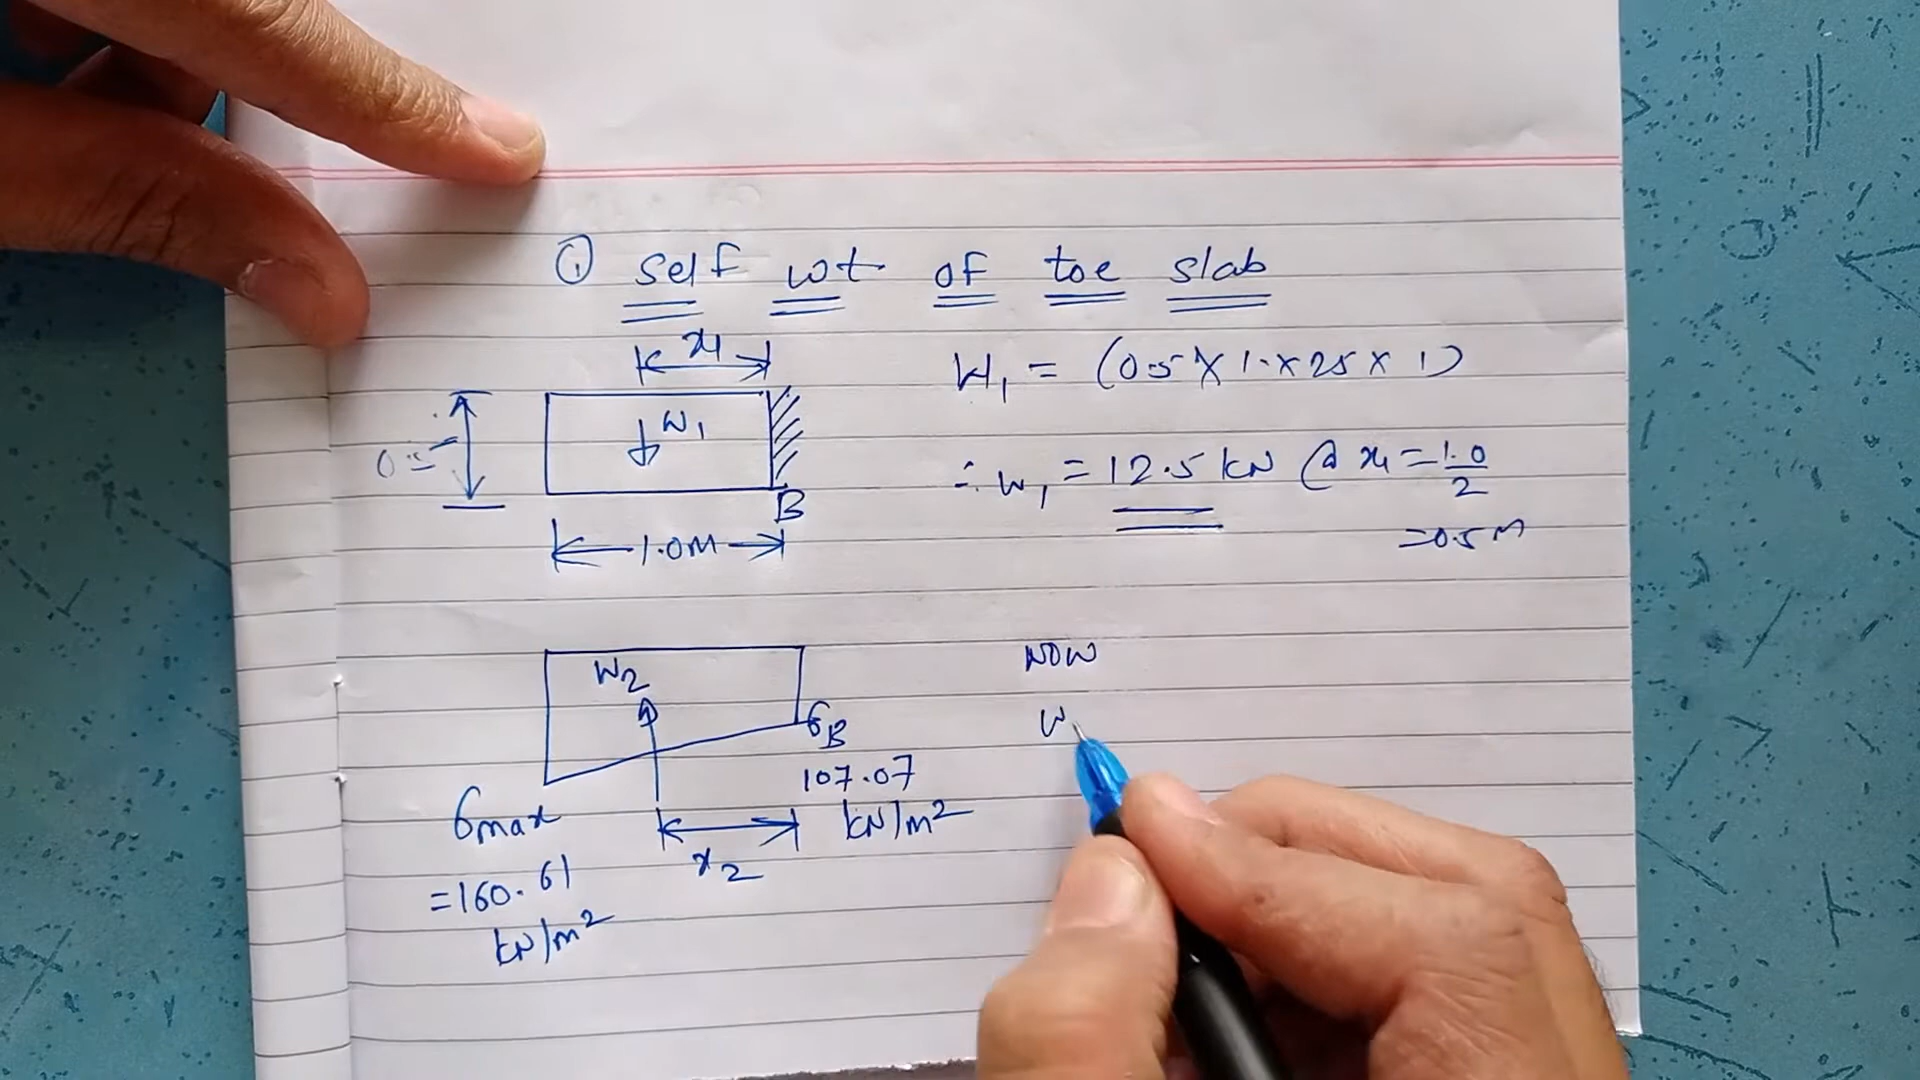 ① self wt of toe slab
x1
W1 = (0.5 X 1. x 25 x 1)
W1
0.5
∴ W1 = 12.5 kN @ x1 = 1.0/2
B
= 0.5 M
1.0M
W2
NOW
W
σB
107.07
σmax
kN/m2
x2
= 160.61
kN/m2